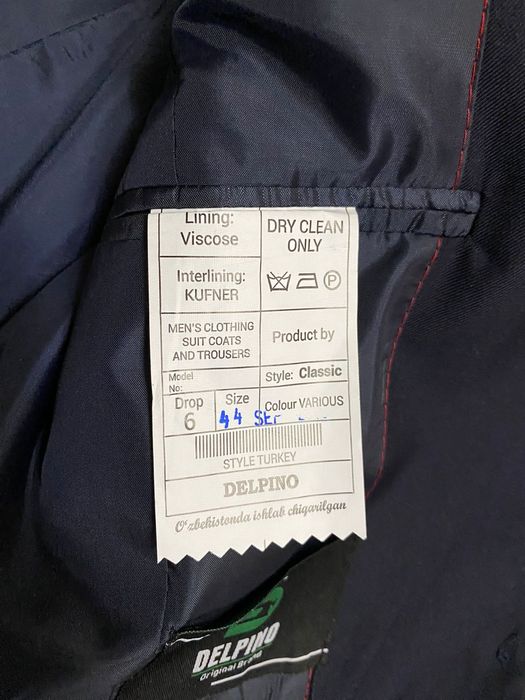 Lining:
Viscose
DRY CLEAN
ONLY
Interlining:
KUFNER
P
MEN'S CLOTHING
SUIT COATS
AND TROUSERS
Product by
Model
No:
Style: Classic
Drop
6
Size
44 Str
Colour VARIOUS
STYLE TURKEY
DELPINO
O'zbekistonda ishlab chiqarilgan
DELPINO
Original Brand